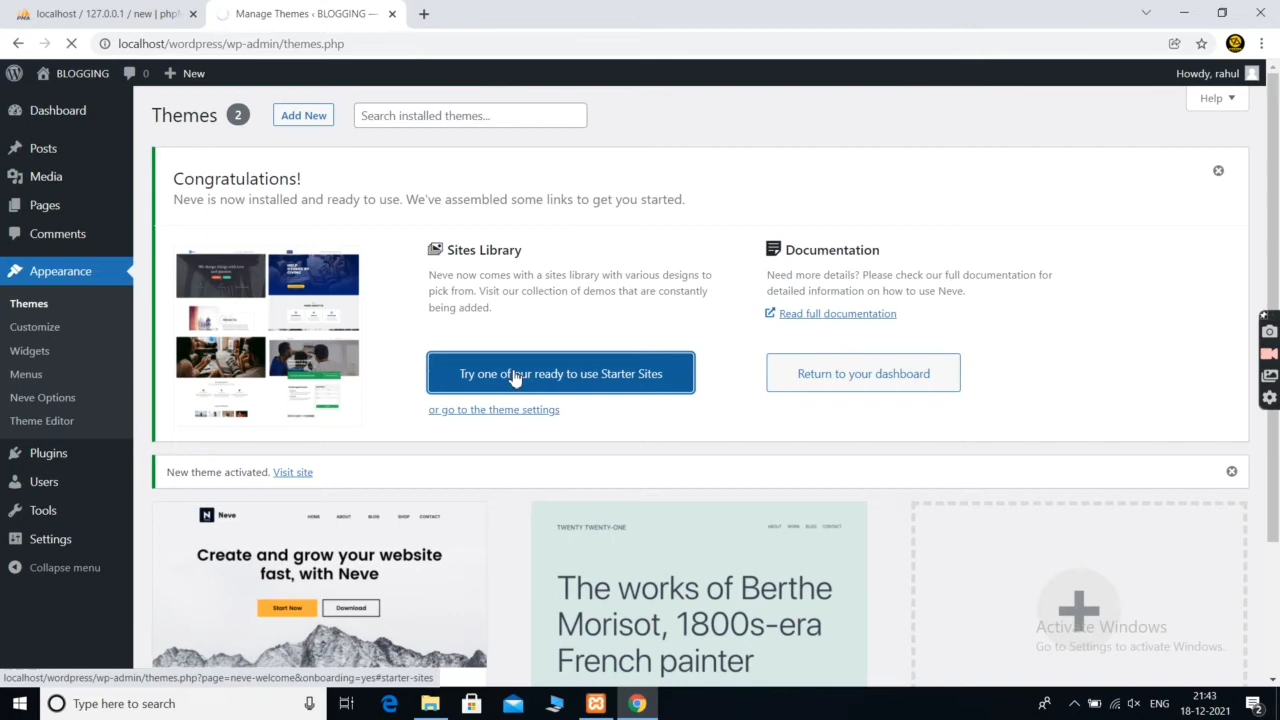 localhost / 127.0.0.1 / new | php
Manage Themes ‹ BLOGGING —
localhost/wordpress/wp-admin/themes.php
BLOGGING
0
New
Howdy, rahul
Dashboard
Posts
Media
Pages
Comments
Appearance
Themes
Customize
Widgets
Menus
Neve Options
Theme Editor
Plugins
Users
Tools
Settings
Collapse menu
Themes 2
Add New
Search installed themes...
Help
Congratulations!
Neve is now installed and ready to use. We've assembled some links to get you started.
Sites Library
Neve now comes with a sites library with various designs to
pick from. Visit our collection of demos that are constantly
being added.
Try one of our ready to use Starter Sites
or go to the theme settings
Documentation
Need more details? Please check our full documentation for
detailed information on how to use Neve.
Read full documentation
Return to your dashboard
New theme activated. Visit site
N Neve
HOME ABOUT BLOG SHOP CONTACT
Create and grow your website
fast, with Neve
Start Now
Download
TWENTY TWENTY-ONE
ABOUT WORK BLOG CONTACT
The works of Berthe
Morisot, 1800s-era
French painter
Activate Windows
Go to Settings to activate Windows.
localhost/wordpress/wp-admin/themes.php?page=neve-welcome&onboarding=yes#starter-sites
Type here to search
ENG
21:43
18-12-2021
2